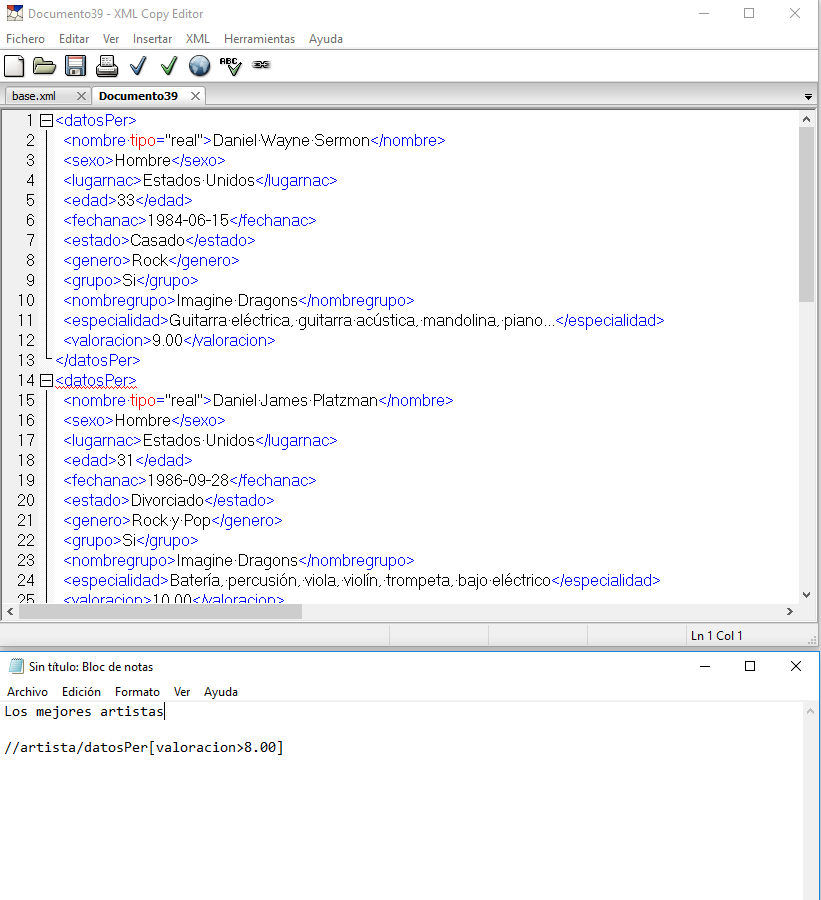 Documento39 - XML Copy Editor
Fichero Editar Ver Insertar XML Herramientas Ayuda
ABC
base.xml Documento39
1 <datosPer>
2 <nombre·tipo="real">Daniel·Wayne·Sermon</nombre>
3 <sexo>Hombre</sexo>
4 <lugarnac>Estados·Unidos</lugarnac>
5 <edad>33</edad>
6 <fechanac>1984-06-15</fechanac>
7 <estado>Casado</estado>
8 <genero>Rock</genero>
9 <grupo>Si</grupo>
10 <nombregrupo>Imagine·Dragons</nombregrupo>
11 <especialidad>Guitarra·eléctrica,·guitarra·acústica,·mandolina,·piano...</especialidad>
12 <valoracion>9.00</valoracion>
13 </datosPer>
14 <datosPer>
15 <nombre·tipo="real">Daniel·James·Platzman</nombre>
16 <sexo>Hombre</sexo>
17 <lugarnac>Estados·Unidos</lugarnac>
18 <edad>31</edad>
19 <fechanac>1986-09-28</fechanac>
20 <estado>Divorciado</estado>
21 <genero>Rock·y·Pop</genero>
22 <grupo>Si</grupo>
23 <nombregrupo>Imagine·Dragons</nombregrupo>
24 <especialidad>Batería,·percusión,·viola,·violín,·trompeta,·bajo·eléctrico</especialidad>
25 <valoracion>10.00</valoracion>
Ln 1 Col 1
Sin título: Bloc de notas
Archivo Edición Formato Ver Ayuda
Los mejores artistas
//artista/datosPer[valoracion>8.00]